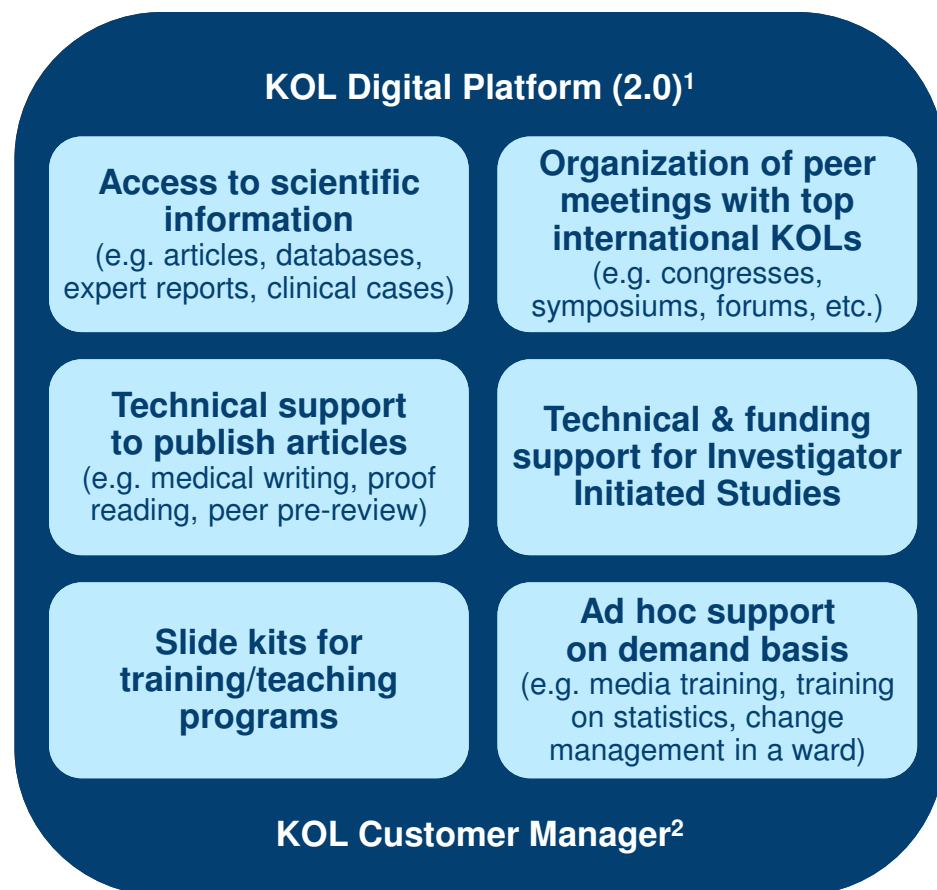 KOL Digital Platform (2.0)¹
Access to scientific
information
(e.g. articles, databases,
expert reports, clinical cases)
Organization of peer
meetings with top
international KOLs
(e.g. congresses,
symposiums, forums, etc.)
Technical support
to publish articles
(e.g. medical writing, proof
reading, peer pre-review)
Technical & funding
support for Investigator
Initiated Studies
Slide kits for
training/teaching
programs
Ad hoc support
on demand basis
(e.g. media training, training
on statistics, change
management in a ward)
KOL Customer Manager²